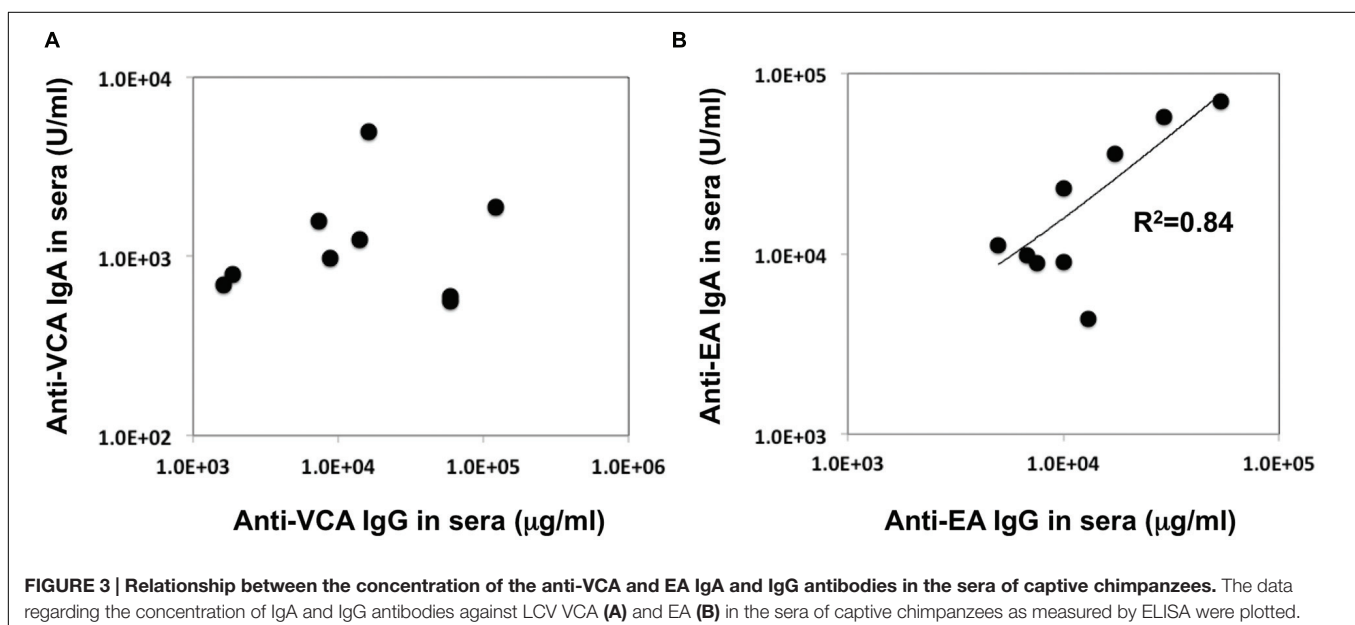 A
Anti-VCA IgA in sera (U/ml)
1.0E+04
1.0E+03
1.0E+02
1.0E+03 1.0E+04 1.0E+05 1.0E+06
Anti-VCA IgG in sera (μg/ml)
B
Anti-EA IgA in sera (U/ml)
1.0E+05
1.0E+04
1.0E+03
R²=0.84
1.0E+03 1.0E+04 1.0E+05
Anti-EA IgG in sera (μg/ml)
FIGURE 3 | Relationship between the concentration of the anti-VCA and EA IgA and IgG antibodies in the sera of captive chimpanzees. The data
regarding the concentration of IgA and IgG antibodies against LCV VCA (A) and EA (B) in the sera of captive chimpanzees as measured by ELISA were plotted.